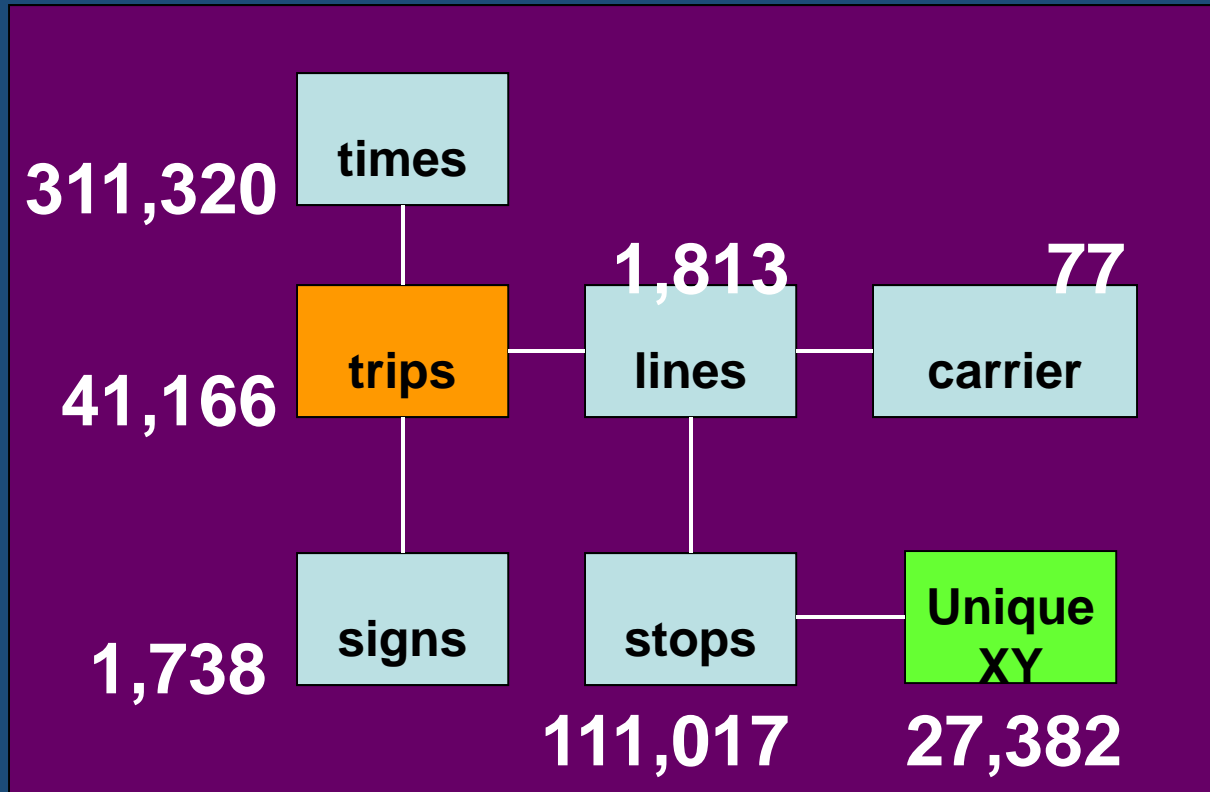 times
311,320
1,813
77
trips
lines
carrier
41,166
signs
stops
Unique
XY
1,738
111,017
27,382